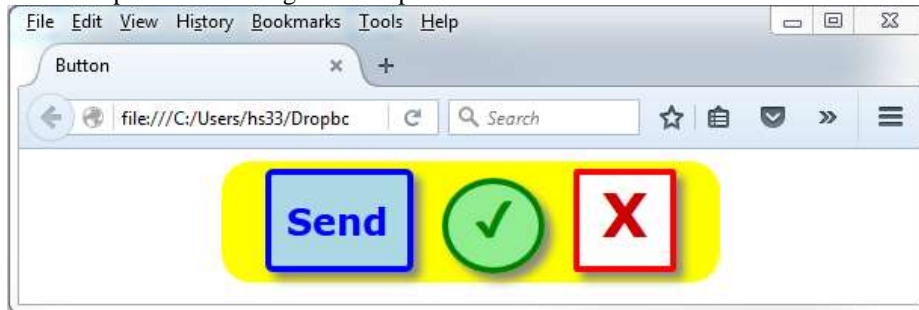 File Edit View History Bookmarks Tools Help
Button × +
file:///C:/Users/hs33/Dropbc Search
Send ✓ X